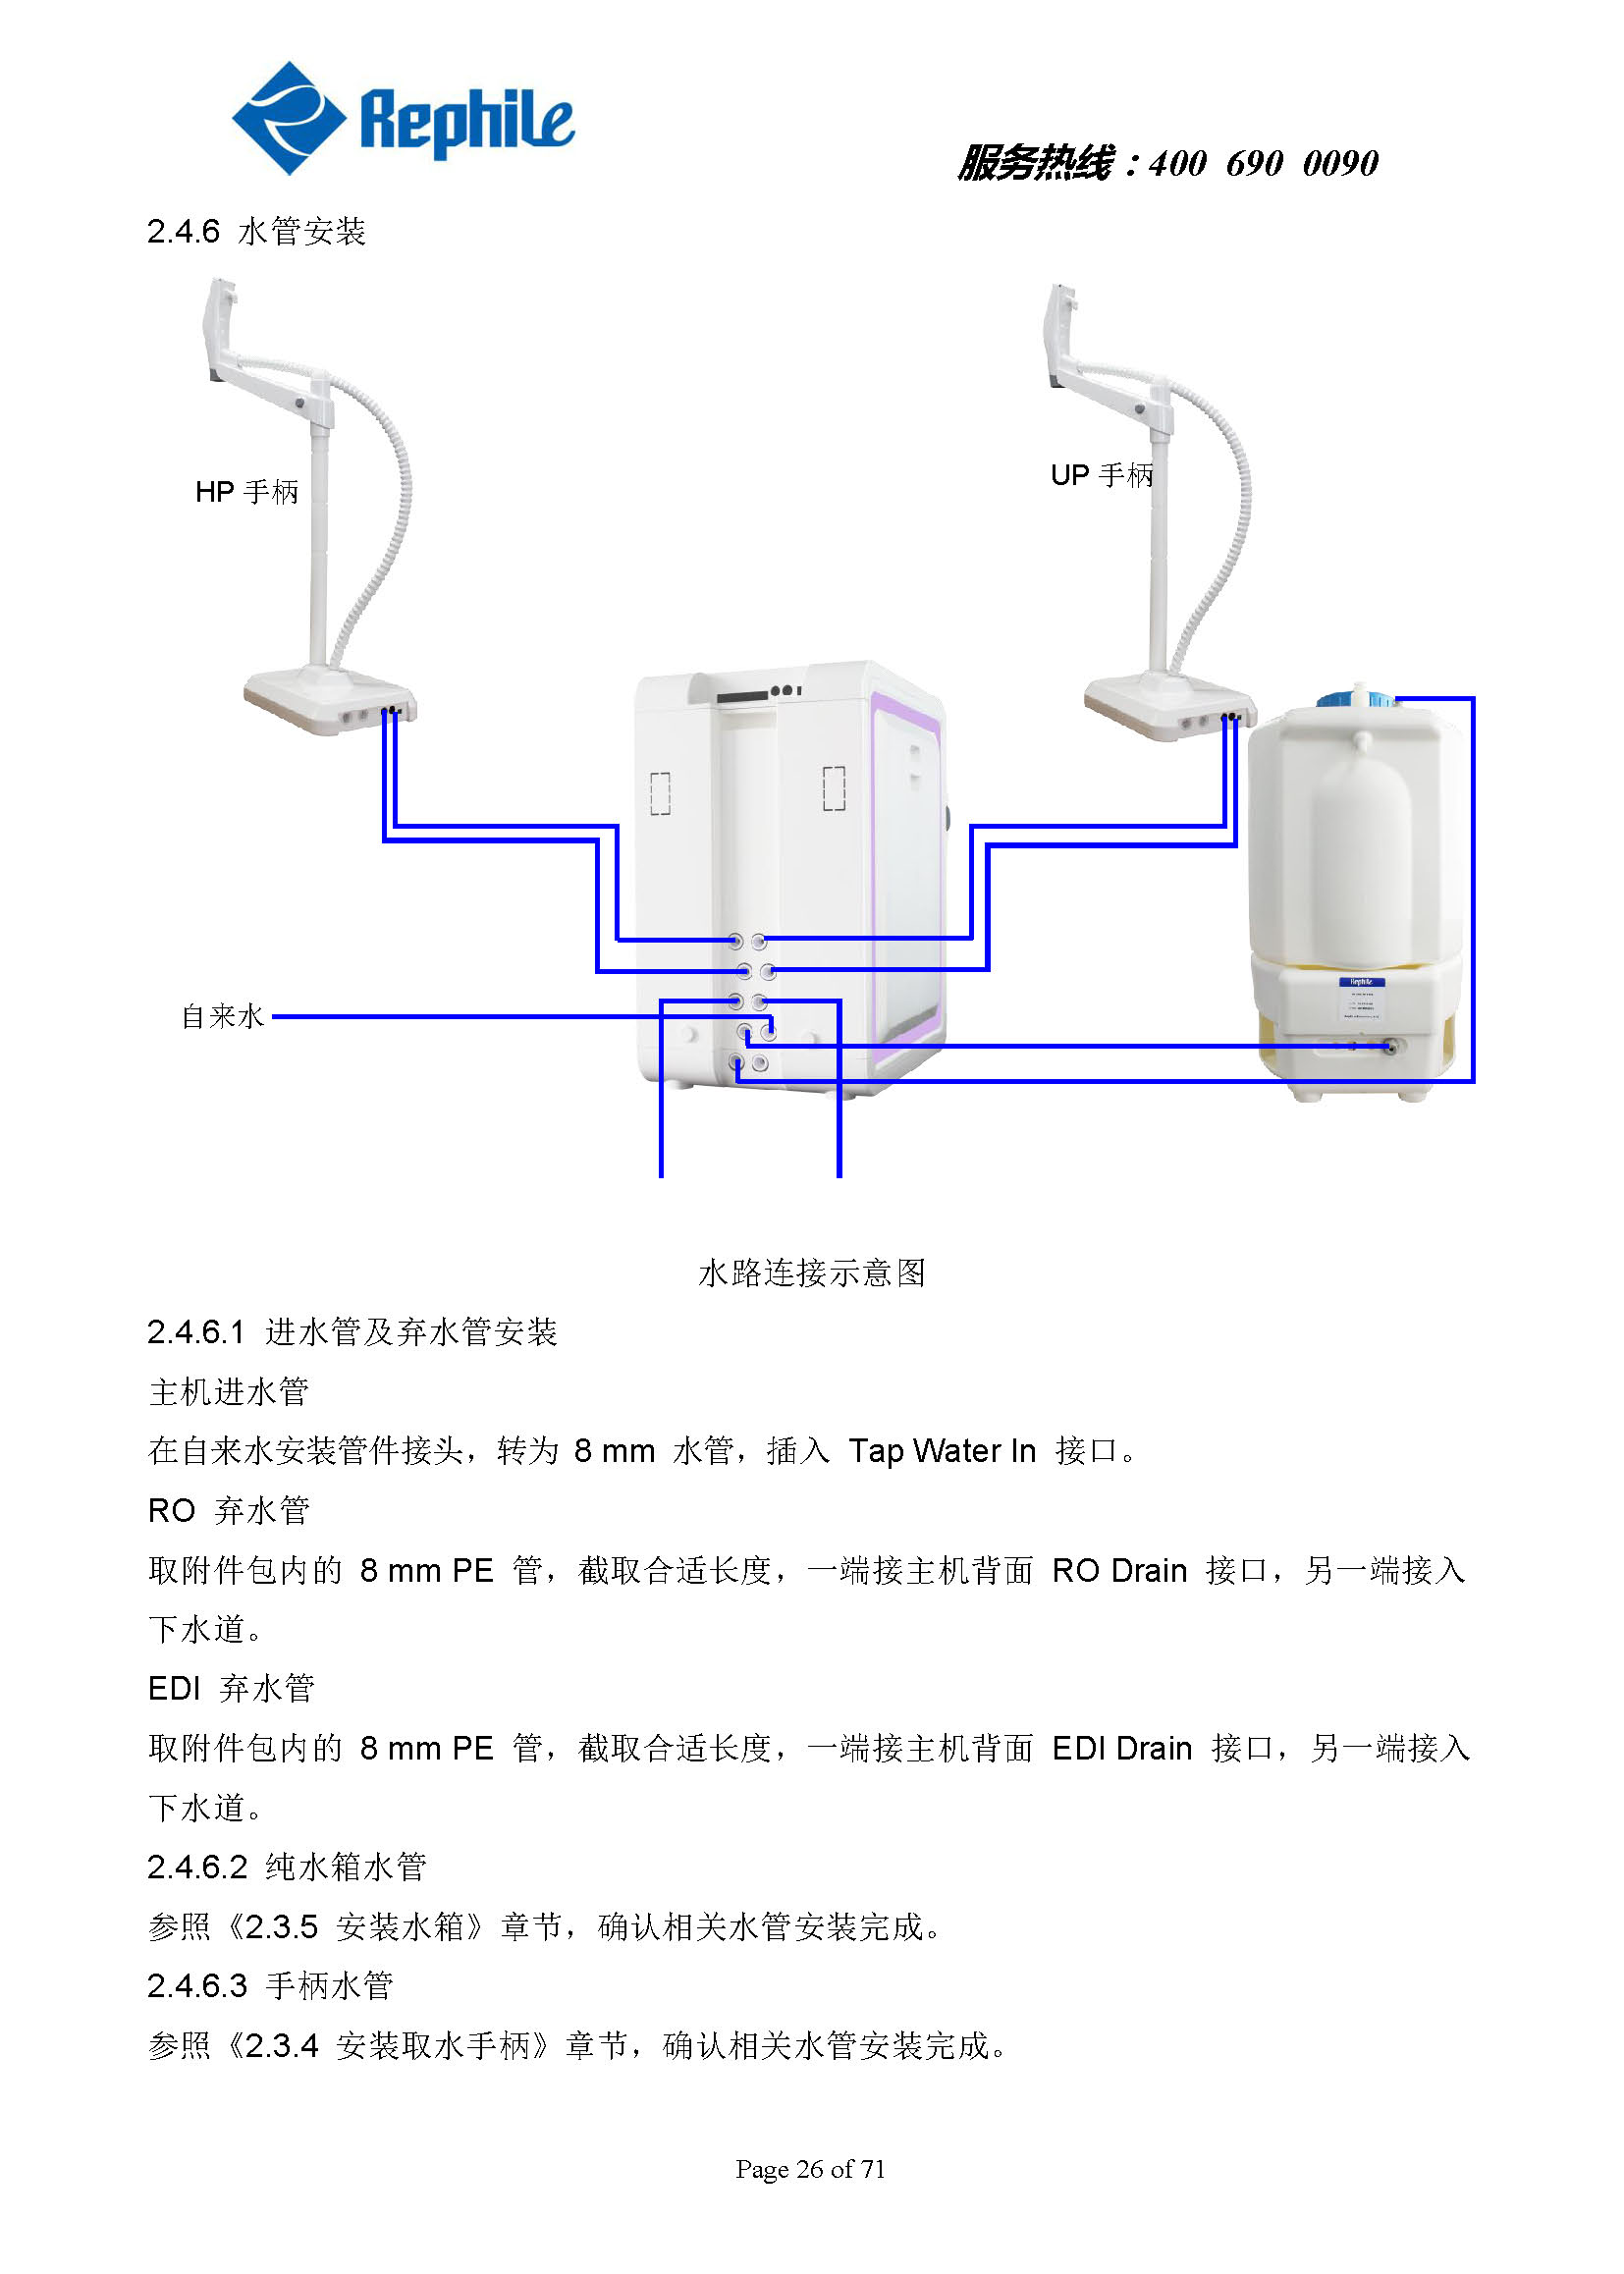 Rephile
服务热线：400 690 0090
2.4.6 水管安装
HP 手柄
UP 手柄
Rephile
自来水
水路连接示意图
2.4.6.1 进水管及弃水管安装
主机进水管
在自来水安装管件接头，转为 8 mm 水管，插入 Tap Water In 接口。
RO 弃水管
取附件包内的 8 mm PE 管，截取合适长度，一端接主机背面 RO Drain 接口，另一端接入
下水道。
EDI 弃水管
取附件包内的 8 mm PE 管，截取合适长度，一端接主机背面 EDI Drain 接口，另一端接入
下水道。
2.4.6.2 纯水箱水管
参照《2.3.5 安装水箱》章节，确认相关水管安装完成。
2.4.6.3 手柄水管
参照《2.3.4 安装取水手柄》章节，确认相关水管安装完成。
Page 26 of 71